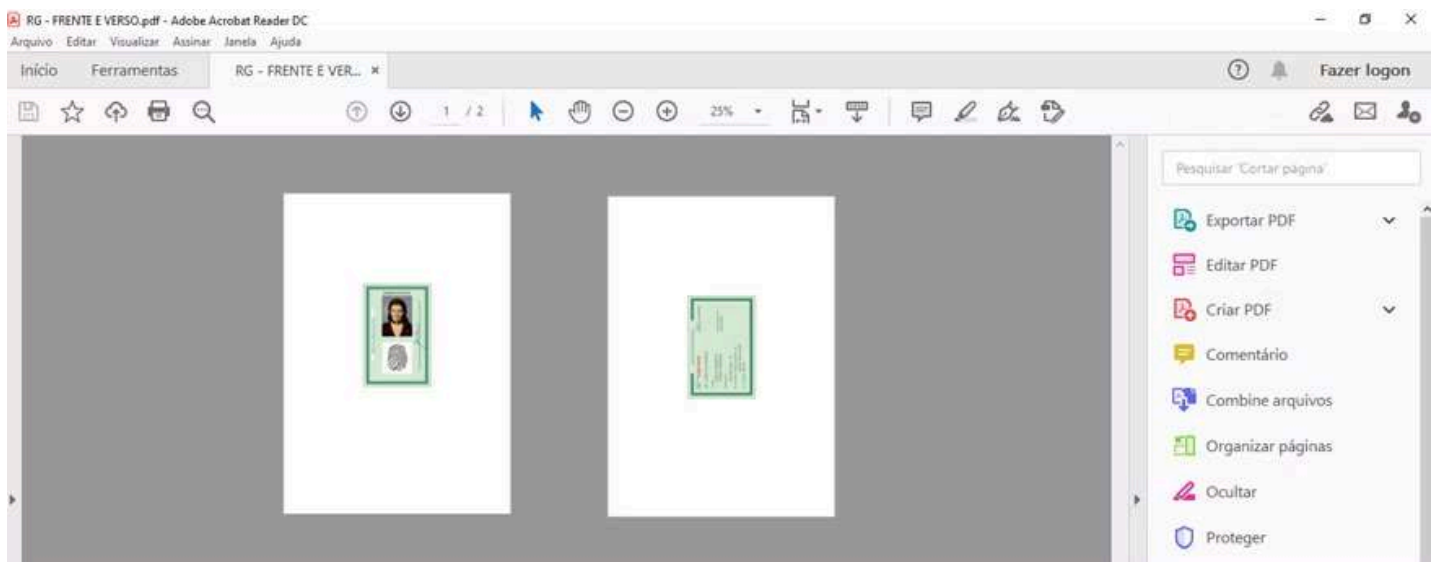 RG - FRENTE E VERSO.pdf - Adobe Acrobat Reader DC
Arquivo Editar Visualizar Assinar Janela Ajuda
Início Ferramentas RG - FRENTE E VER... × Fazer logon
1 / 2 25%
Pesquisar 'Cortar página'
Exportar PDF
Editar PDF
Criar PDF
Comentário
Combine arquivos
Organizar páginas
Ocultar
Proteger